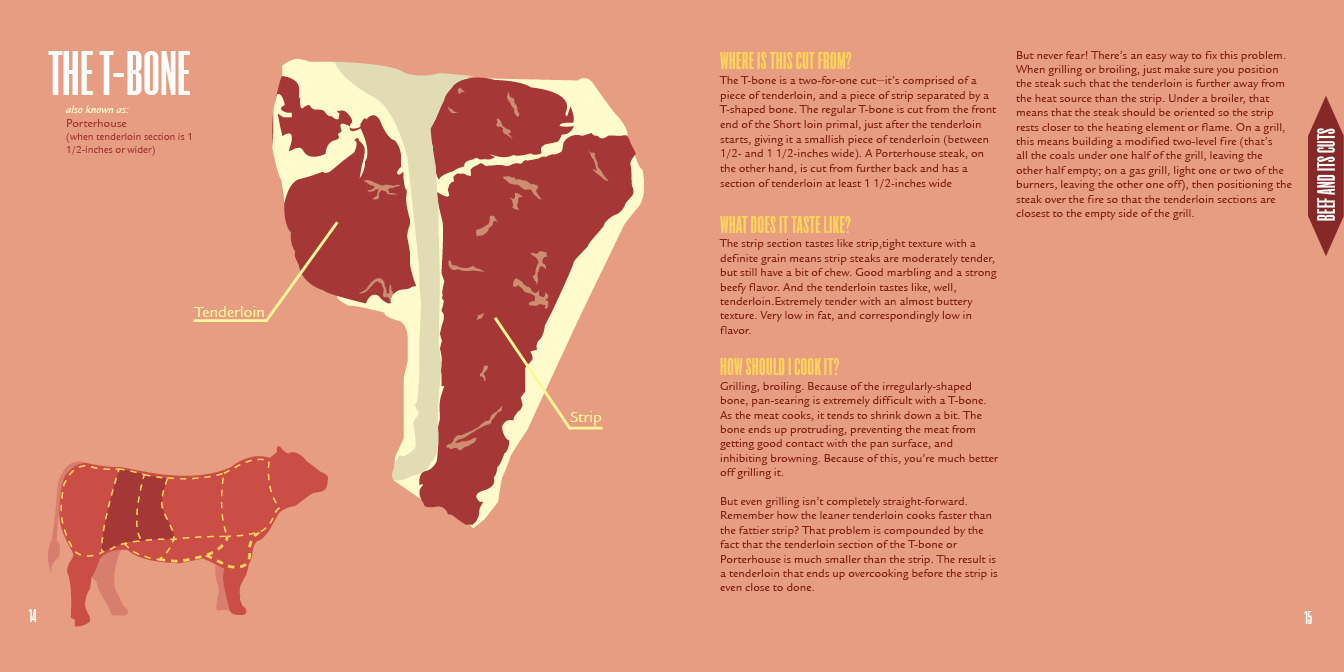 THE T-BONE
also known as:
Porterhouse
(when tenderloin section is 1
1/2-inches or wider)
Tenderloin
Strip
14
WHERE IS THIS CUT FROM?
The T-bone is a two-for-one cut—it's comprised of a
piece of tenderloin, and a piece of strip separated by a
T-shaped bone. The regular T-bone is cut from the front
end of the Short loin primal, just after the tenderloin
starts, giving it a smallish piece of tenderloin (between
1/2- and 1 1/2-inches wide). A Porterhouse steak, on
the other hand, is cut from further back and has a
section of tenderloin at least 1 1/2-inches wide
WHAT DOES IT TASTE LIKE?
The strip section tastes like strip,tight texture with a
definite grain means strip steaks are moderately tender,
but still have a bit of chew. Good marbling and a strong
beefy flavor. And the tenderloin tastes like, well,
tenderloin.Extremely tender with an almost buttery
texture. Very low in fat, and correspondingly low in
flavor.
HOW SHOULD I COOK IT?
Grilling, broiling. Because of the irregularly-shaped
bone, pan-searing is extremely difficult with a T-bone.
As the meat cooks, it tends to shrink down a bit. The
bone ends up protruding, preventing the meat from
getting good contact with the pan surface, and
inhibiting browning. Because of this, you're much better
off grilling it.
But even grilling isn't completely straight-forward.
Remember how the leaner tenderloin cooks faster than
the fattier strip? That problem is compounded by the
fact that the tenderloin section of the T-bone or
Porterhouse is much smaller than the strip. The result is
a tenderloin that ends up overcooking before the strip is
even close to done.
But never fear! There's an easy way to fix this problem.
When grilling or broiling, just make sure you position
the steak such that the tenderloin is further away from
the heat source than the strip. Under a broiler, that
means that the steak should be oriented so the strip
rests closer to the heating element or flame. On a grill,
this means building a modified two-level fire (that's
all the coals under one half of the grill, leaving the
other half empty; on a gas grill, light one or two of the
burners, leaving the other one off), then positioning the
steak over the fire so that the tenderloin sections are
closest to the empty side of the grill.
BEEF AND ITS CUTS
15